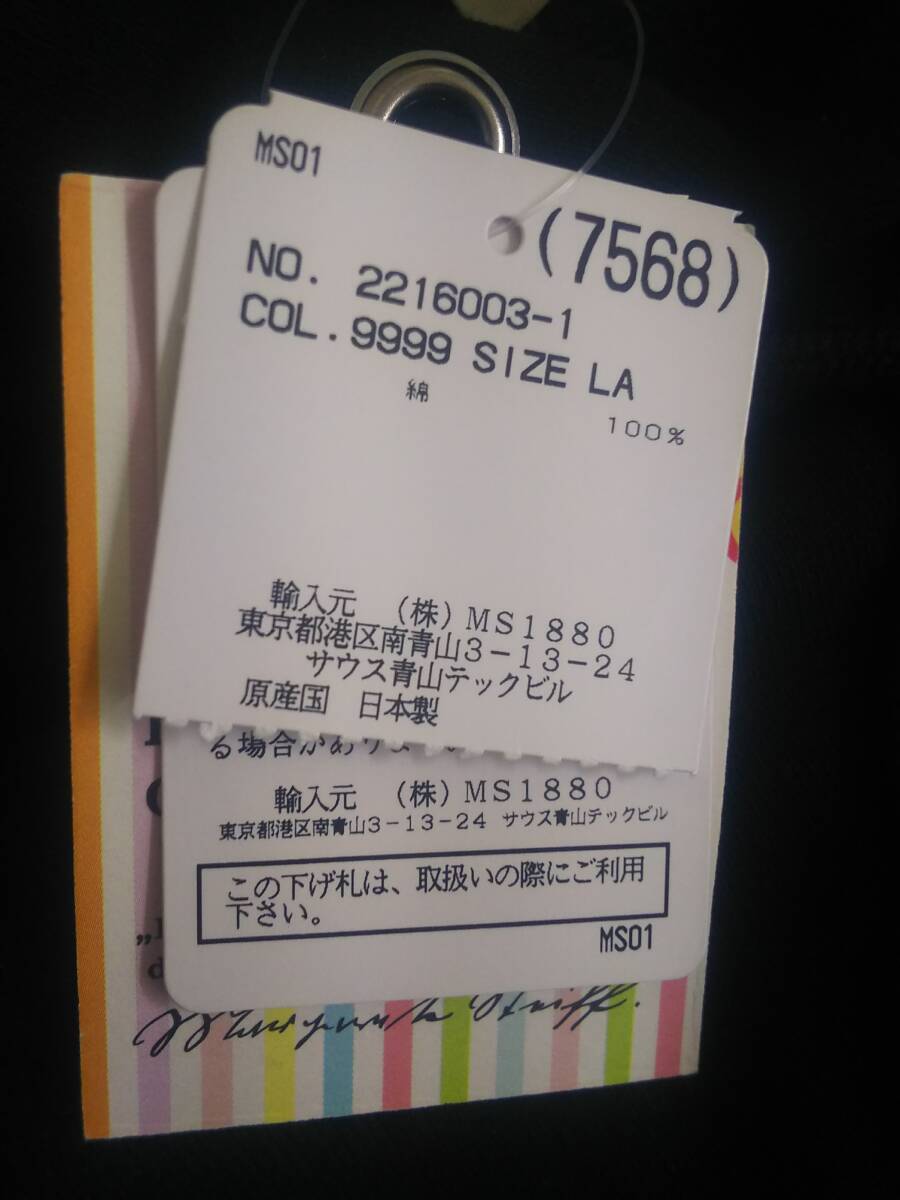 MS01
(7568)
NO. 2216003-1
COL.9999 SIZE LA
綿 100%
輸入元 (株)MS1880
東京都港区南青山3-13-24
サウス青山テックビル
原産国 日本製
る場合があります
輸入元 (株)MS1880
東京都港区南青山3-13-24 サウス青山テックビル
この下げ札は、取扱いの際にご利用
下さい。
MS01